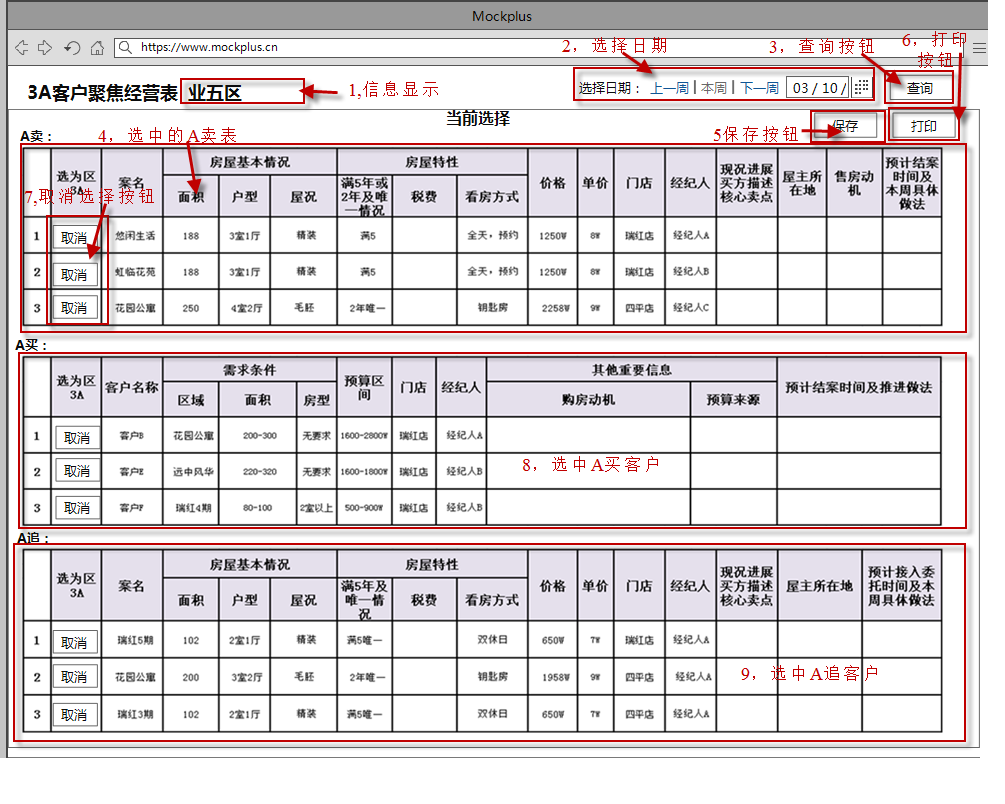 Mockplus
https://www.mockplus.cn
2，选择日期
3，查询按钮
6，打印按钮
3A客户聚焦经营表 业五区
1,信息显示
选择日期： 上一周 | 本周 | 下一周 03 / 10 /
查询
当前选择
A卖：
4，选中的A卖表
5保存按钮
保存
打印
选为区3A 案名 房屋基本情况 房屋特性 价格 单价 门店 经纪人 现况进展买方描述核心卖点 屋主所在地 售房动机 预计结案时间及本周具体做法
面积 户型 屋况 满5年或2年及唯一情况 税费 看房方式
7,取消选择按钮
1 取消 悠闲生活 188 3室1厅 精装 满5 全天，预约 1250W 8W 瑞红店 经纪人A
2 取消 虹临花苑 188 3室1厅 精装 满5 全天，预约 1250W 8W 瑞红店 经纪人B
3 取消 花园公寓 250 4室2厅 毛胚 2年唯一 钥匙房 2258W 9W 四平店 经纪人C
A买：
选为区3A 客户名称 需求条件 预算区间 门店 经纪人 其他重要信息 预计结案时间及推进做法
区域 面积 房型 购房动机 预算来源
1 取消 客户B 花园公寓 200-300 无要求 1600-2800W 瑞红店 经纪人A
2 取消 客户E 远中风华 220-320 无要求 1600-1800W 瑞红店 经纪人B
8，选中A买客户
3 取消 客户F 瑞红4期 80-100 2室以上 500-900W 瑞红店 经纪人B
A追：
选为区3A 案名 房屋基本情况 房屋特性 价格 单价 门店 经纪人 现况进展买方描述核心卖点 屋主所在地 预计接入委托时间及本周具体做法
面积 户型 屋况 满5年及唯一情况 税费 看房方式
1 取消 瑞红5期 102 2室1厅 精装 满5唯一 双休日 650W 7W 瑞红店 经纪人A
2 取消 花园公寓 200 3室2厅 毛胚 2年唯一 钥匙房 1958W 9W 四平店 经纪人A
9，选中A追客户
3 取消 瑞红3期 102 2室1厅 精装 满5唯一 双休日 650W 7W 四平店 经纪人A